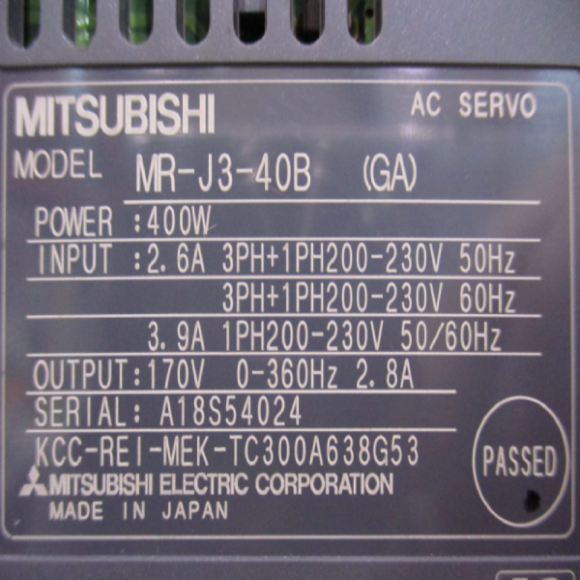 MITSUBISHI AC SERVO
MODEL MR-J3-40B (GA)
POWER :400W
INPUT :2.6A 3PH+1PH200-230V 50Hz
3PH+1PH200-230V 60Hz
3.9A 1PH200-230V 50/60Hz
OUTPUT:170V 0-360Hz 2.8A
SERIAL: A18S54024
KCC-REI-MEK-TC300A638G53
PASSED
MITSUBISHI ELECTRIC CORPORATION
MADE IN JAPAN